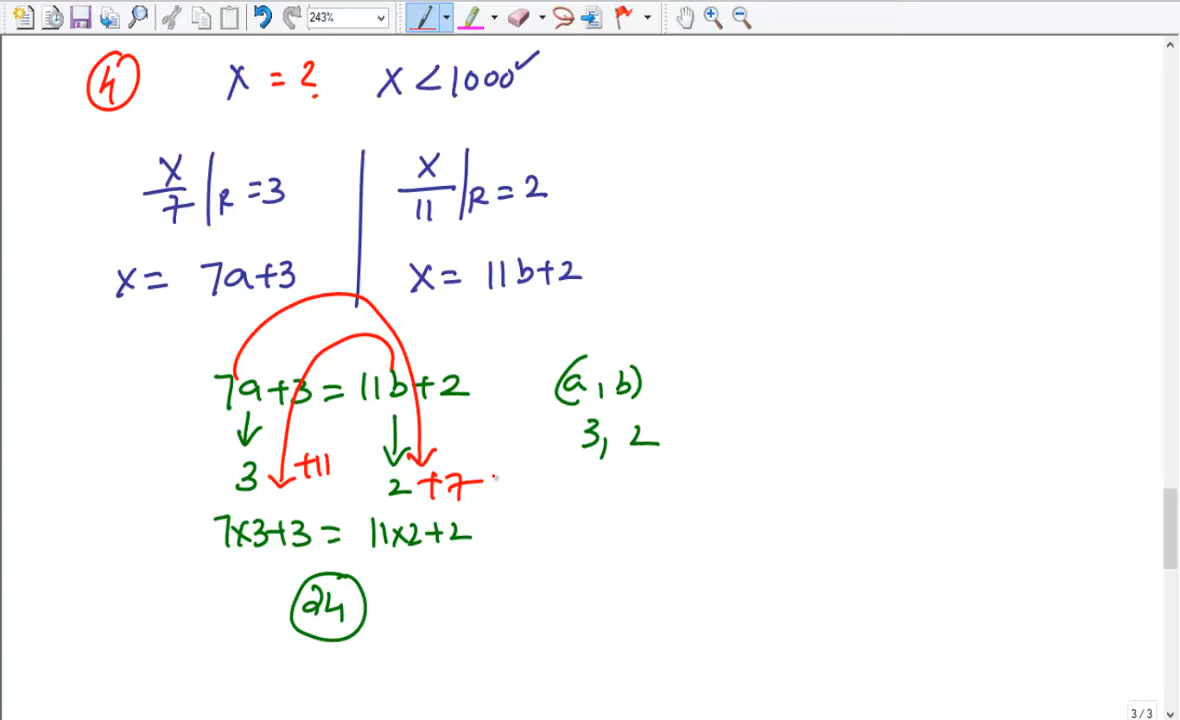 243%
4 X = ? X < 1000 ✓
X/7 | R = 3 X/11 | R = 2
x = 7a+3 X = 11b+2
7a+3 = 11b+2 (a, b)
3, 2
3 +11 2 +7
7x3+3 = 11x2+2
24
3 / 3